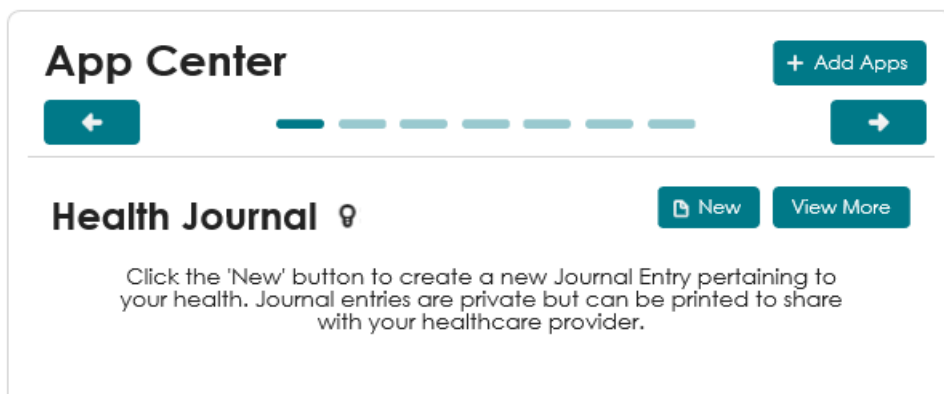 App Center
+ Add Apps
Health Journal
New
View More
Click the 'New' button to create a new Journal Entry pertaining to
your health. Journal entries are private but can be printed to share
with your healthcare provider.